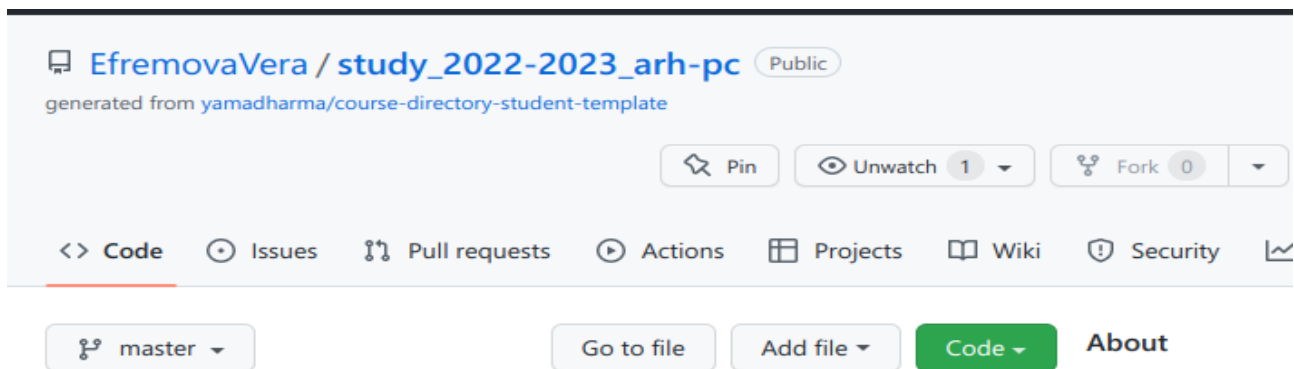 EfremovaVera / study_2022-2023_arh-pc Public
generated from yamadharma/course-directory-student-template
Pin Unwatch 1 Fork 0
Code Issues Pull requests Actions Projects Wiki Security
master Go to file Add file Code About